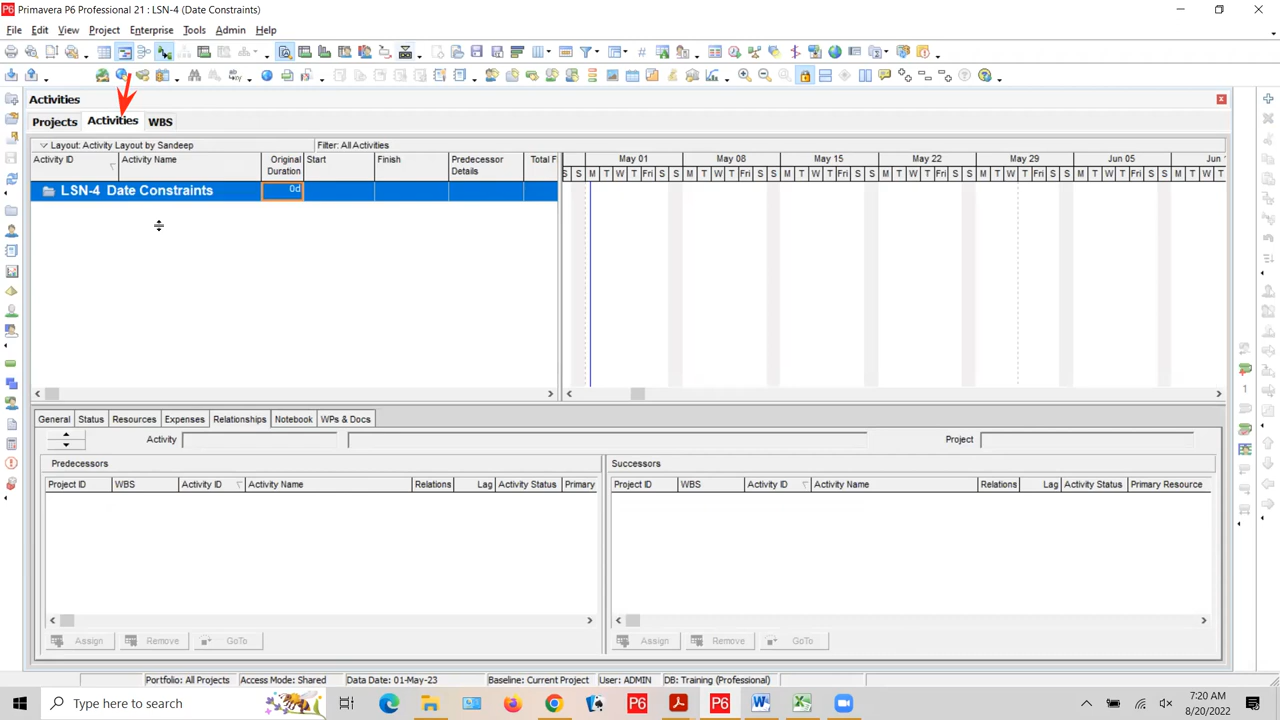 P6 Primavera P6 Professional 21 : LSN-4 (Date Constraints)
File Edit View Project Enterprise Tools Admin Help
Activities
Projects Activities WBS
Layout: Activity Layout by Sandeep Filter: All Activities
Activity ID Activity Name Original Duration Start Finish Predecessor Details Total F
May 01 May 08 May 15 May 22 May 29 Jun 05 Jun
S S M T W T Fri S S M T W T Fri S S M T W T Fri S S M T W T Fri S S M T W T Fri S S M T W T Fri S S M T W T
LSN-4 Date Constraints 0d
General Status Resources Expenses Relationships Notebook WPs & Docs
Activity Project
Predecessors Successors
Project ID WBS Activity ID Activity Name Relations Lag Activity Status Primary
Project ID WBS Activity ID Activity Name Relations Lag Activity Status Primary Resource
Assign Remove GoTo Assign Remove GoTo
Portfolio: All Projects Access Mode: Shared Data Date: 01-May-23 Baseline: Current Project User: ADMIN DB: Training (Professional)
Type here to search P6 P6
7:20 AM
8/20/2022